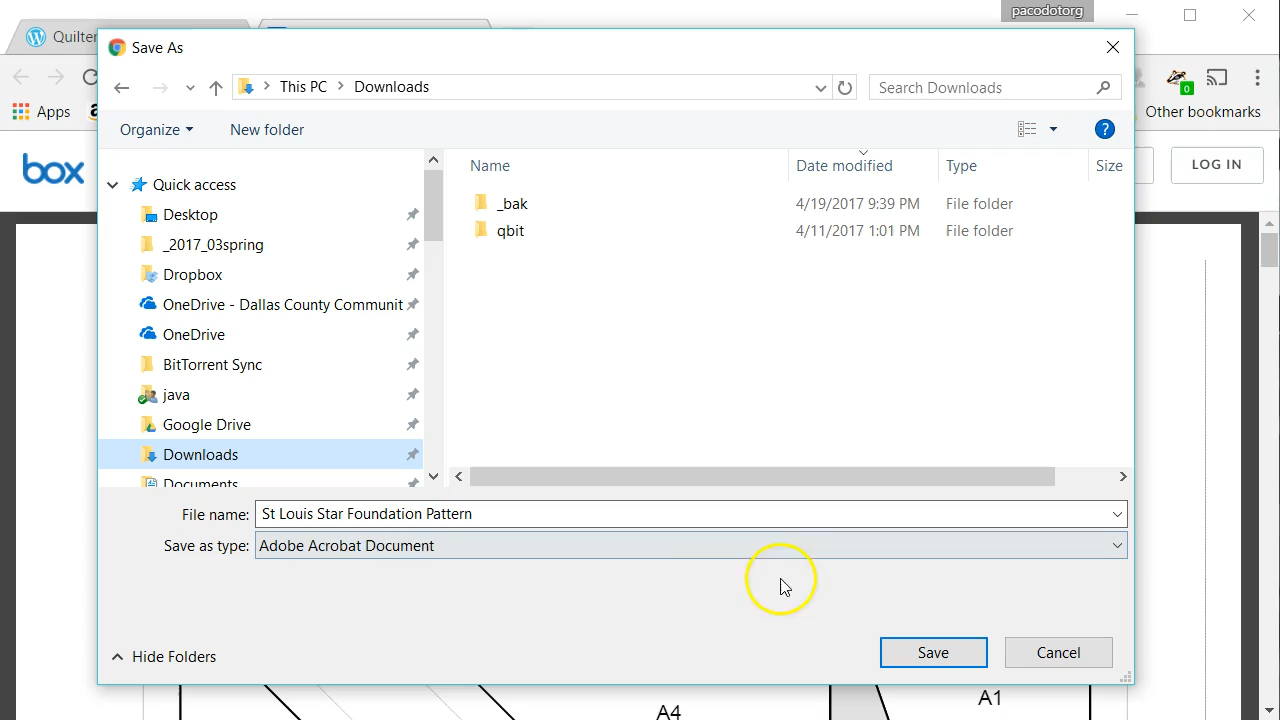 pacodotorg
Quilter
Save As
This PC
Downloads
Search Downloads
Organize
New folder
0
Apps
a
Other bookmarks
box
LOG IN
Name
Date modified
Type
Size
Quick access
_bak
4/19/2017 9:39 PM
File folder
Desktop
qbit
4/11/2017 1:01 PM
File folder
_2017_03spring
Dropbox
OneDrive - Dallas County Communit
OneDrive
BitTorrent Sync
java
Google Drive
Downloads
Documents
File name: St Louis Star Foundation Pattern
Save as type: Adobe Acrobat Document
Hide Folders
Save
Cancel
A4
A1